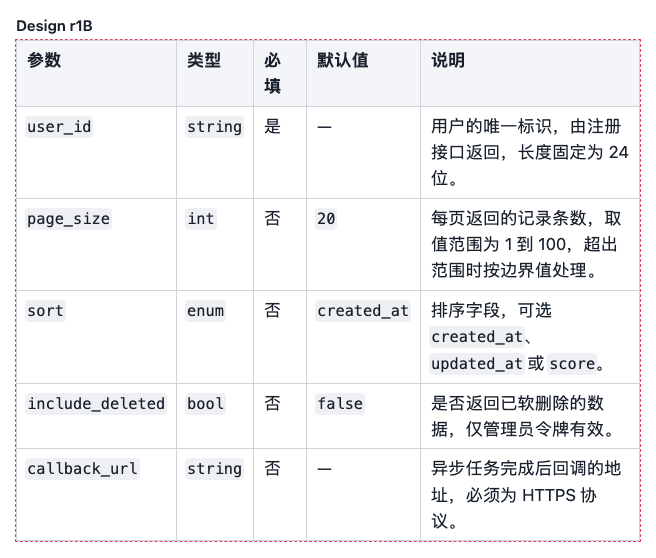 Design r1B
参数 类型 必填 默认值 说明
user_id string 是 — 用户的唯一标识，由注册
接口返回，长度固定为 24
位。
page_size int 否 20 每页返回的记录条数，取
值范围为 1 到 100，超出
范围时按边界值处理。
sort enum 否 created_at 排序字段，可选
created_at、
updated_at 或 score。
include_deleted bool 否 false 是否返回已软删除的数
据，仅管理员令牌有效。
callback_url string 否 — 异步任务完成后回调的地
址，必须为 HTTPS 协
议。